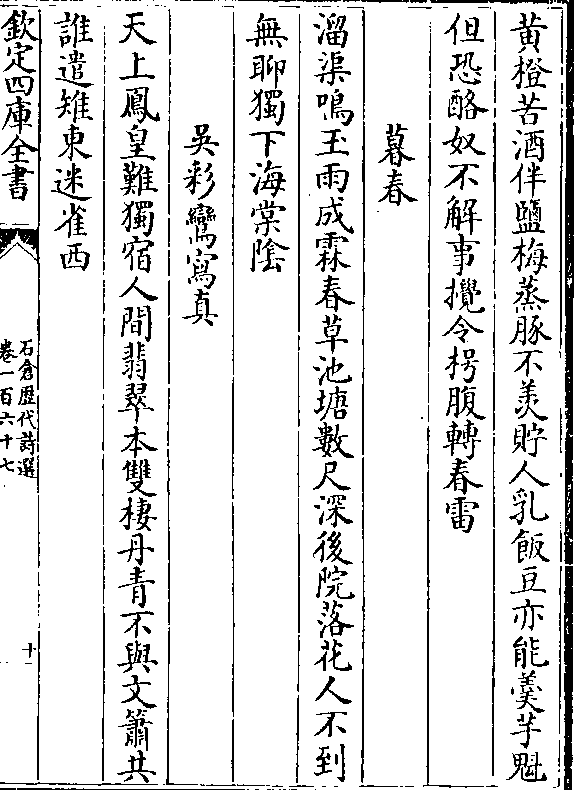 黄橙苦酒伴鹽梅蒸豚不羨貯人乳飯豆亦能羮芋魁
但恐酪奴不解事攪令枵腹轉春雷
暮春
溜渠鳴玉雨成霖春草池塘數尺深後院落花人不到
無聊獨下海棠陰
吳彩鸞寫真
天上鳳皇難獨宿人間翡翠本雙棲丹青不與文簫共
誰遣雉東迷雀西
欽定四庫全書
石倉歴代詩選
卷一百六十七
十